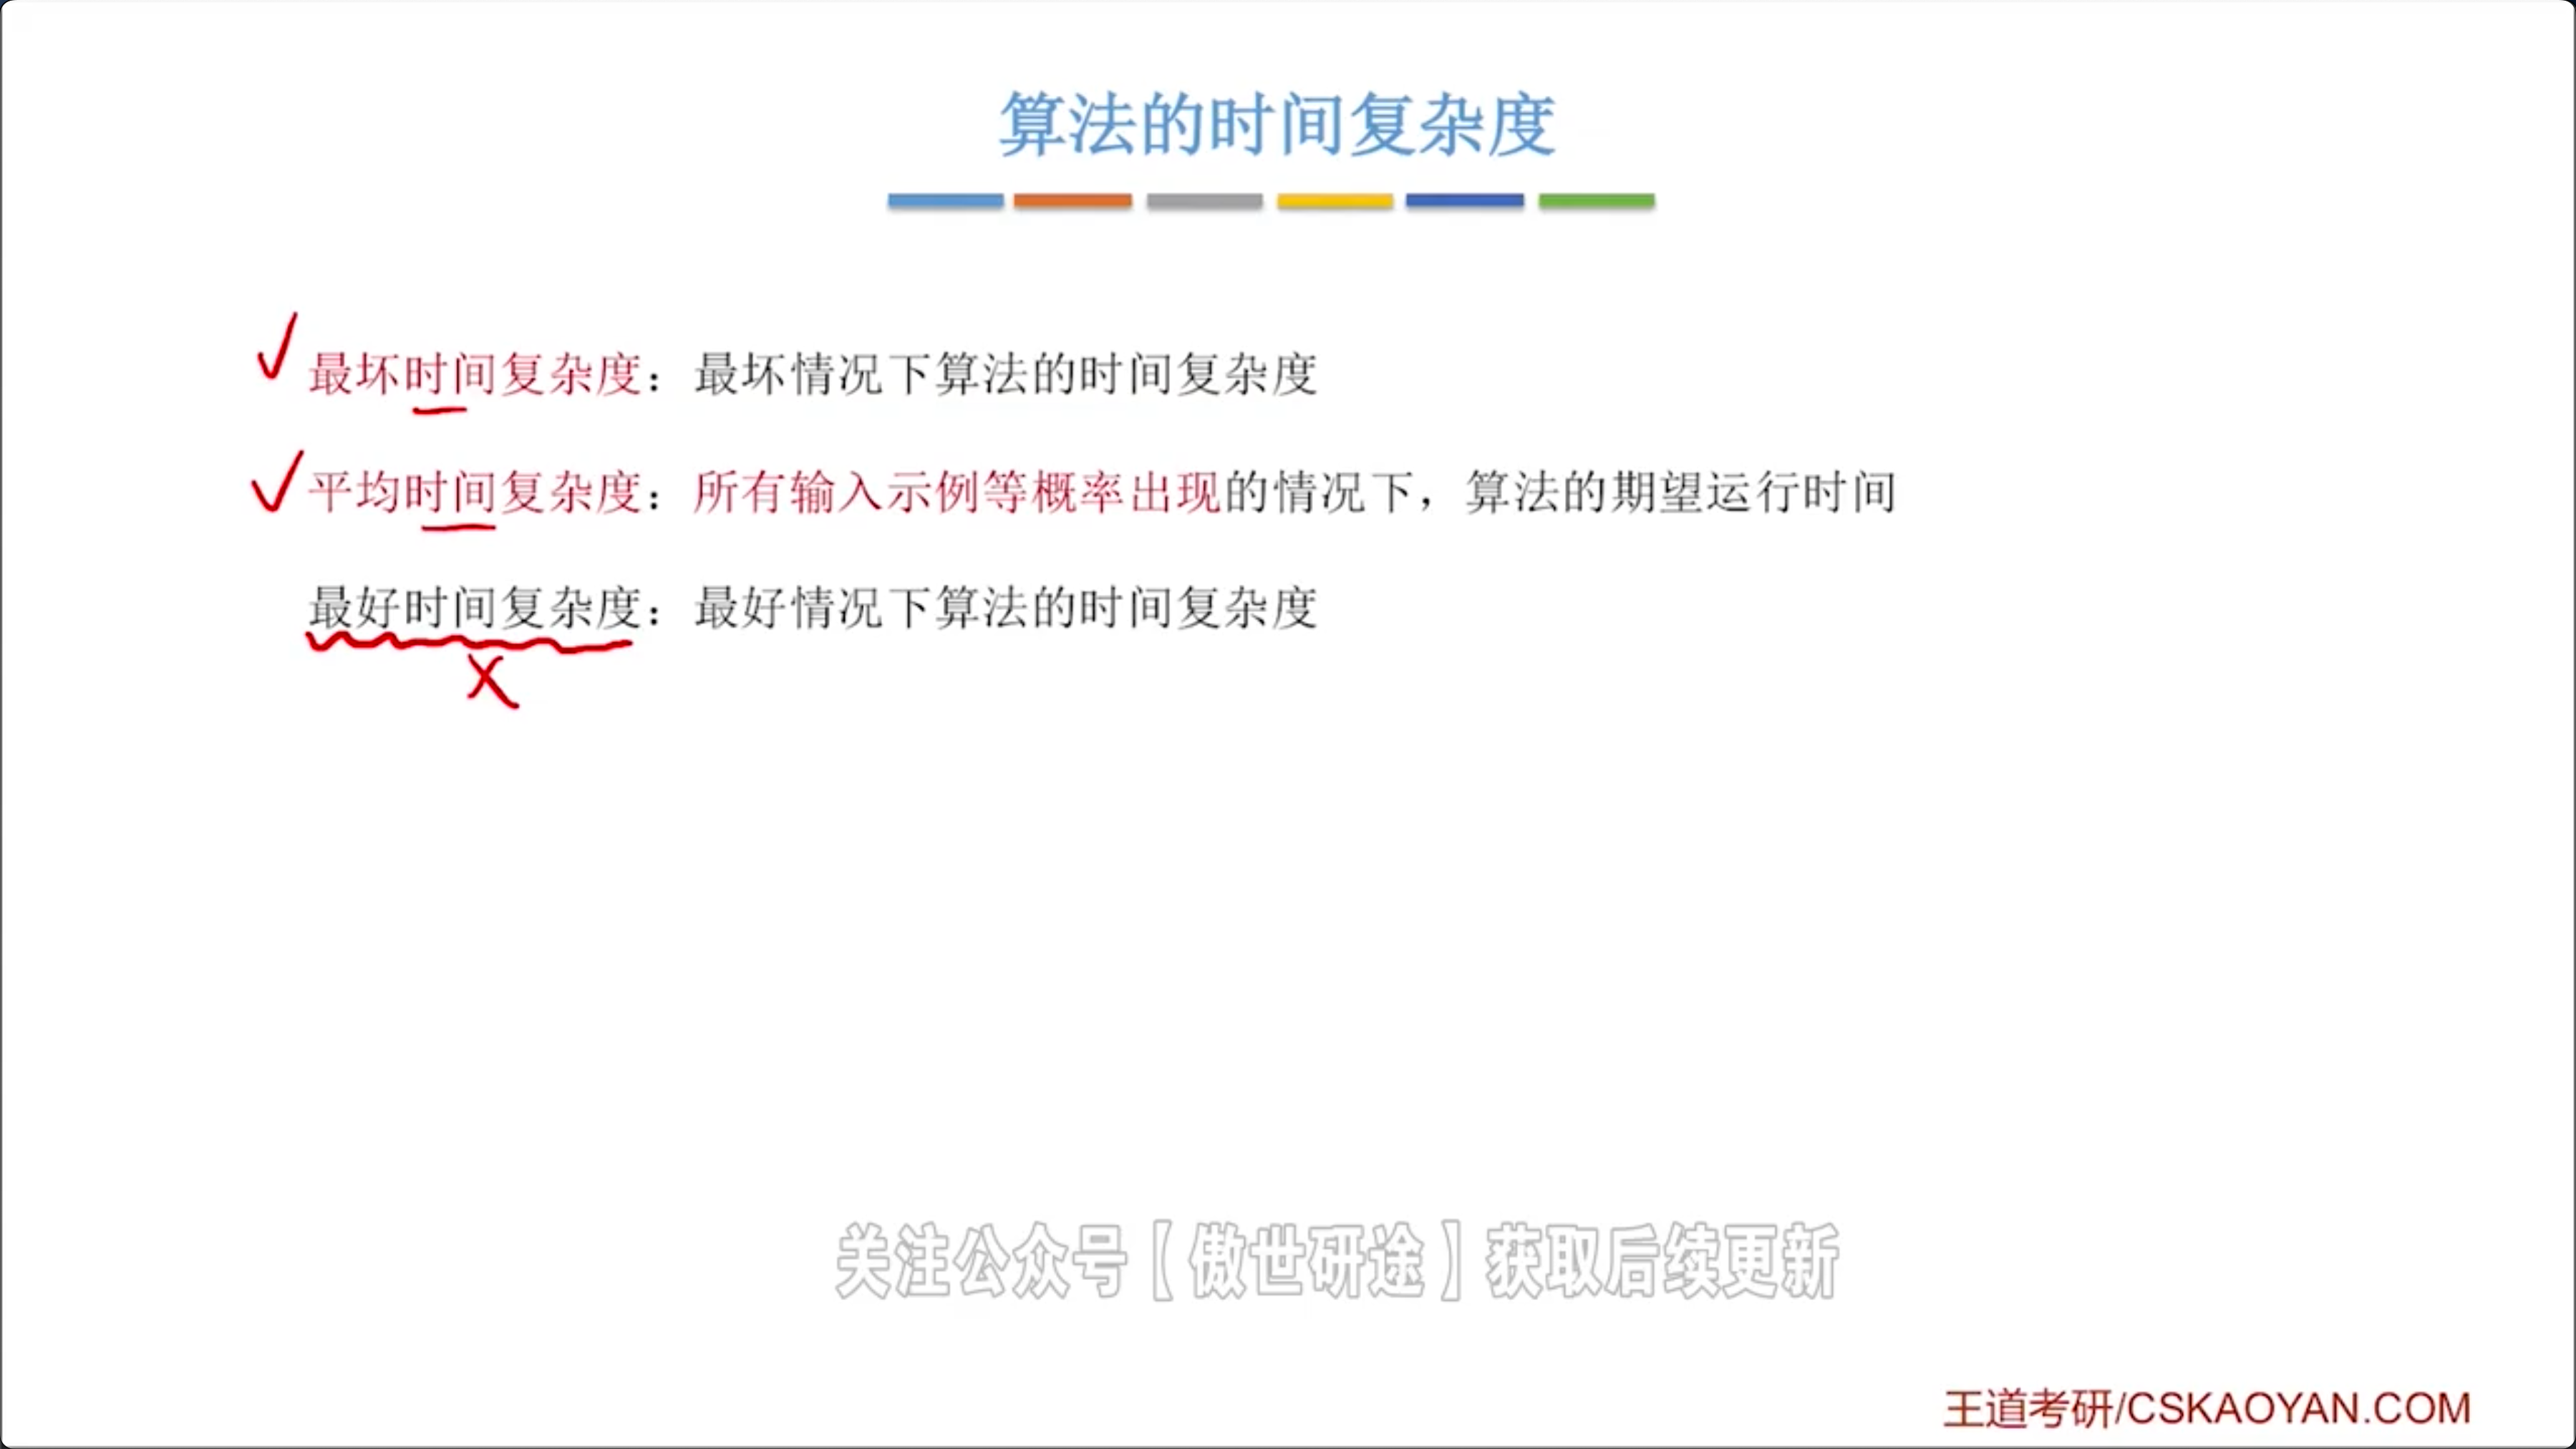 算法的时间复杂度
最坏时间复杂度：最坏情况下算法的时间复杂度
平均时间复杂度：所有输入示例等概率出现的情况下，算法的期望运行时间
最好时间复杂度：最好情况下算法的时间复杂度
关注公众号【傲世研途】获取后续更新
王道考研/CSKAOYAN.COM